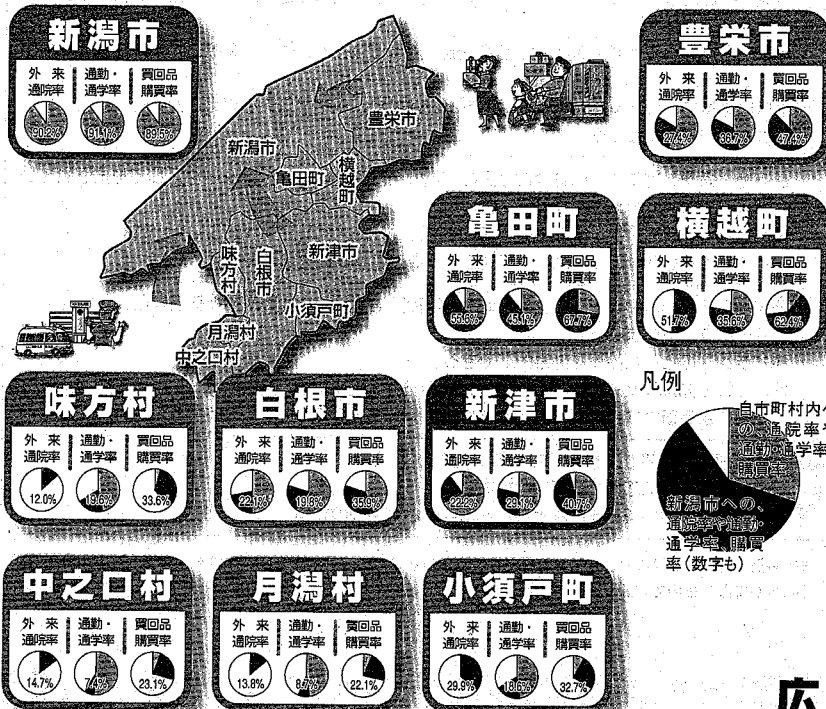 新潟市
外来通院率
通勤・通学率
買回品購買率
90.2%
91.1%
89.5%
豊栄市
外来通院率
通勤・通学率
買回品購買率
27.4%
36.7%
47.4%
新潟市
豊栄市
亀田町
横越町
味方村
白根市
新津市
小須戸町
月潟村
中之口村
亀田町
外来通院率
通勤・通学率
買回品購買率
45.1%
67.7%
横越町
外来通院率
通勤・通学率
買回品購買率
51.7%
62.4%
味方村
外来通院率
通勤・通学率
買回品購買率
12.0%
19.6%
33.6%
白根市
外来通院率
通勤・通学率
買回品購買率
22.1%
19.8%
35.9%
新津市
外来通院率
通勤・通学率
買回品購買率
22.2%
29.1%
40.7%
凡例
自市町村内へ
の、通院率や
通勤・通学率
購買率
新潟市への、
通院率や通勤・
通学率、購買
率(数字も)
中之口村
外来通院率
通勤・通学率
買回品購買率
14.7%
7.4%
23.1%
月潟村
外来通院率
通勤・通学率
買回品購買率
13.8%
8.7%
22.1%
小須戸町
外来通院率
通勤・通学率
買回品購買率
29.9%
18.6%
32.7%
広